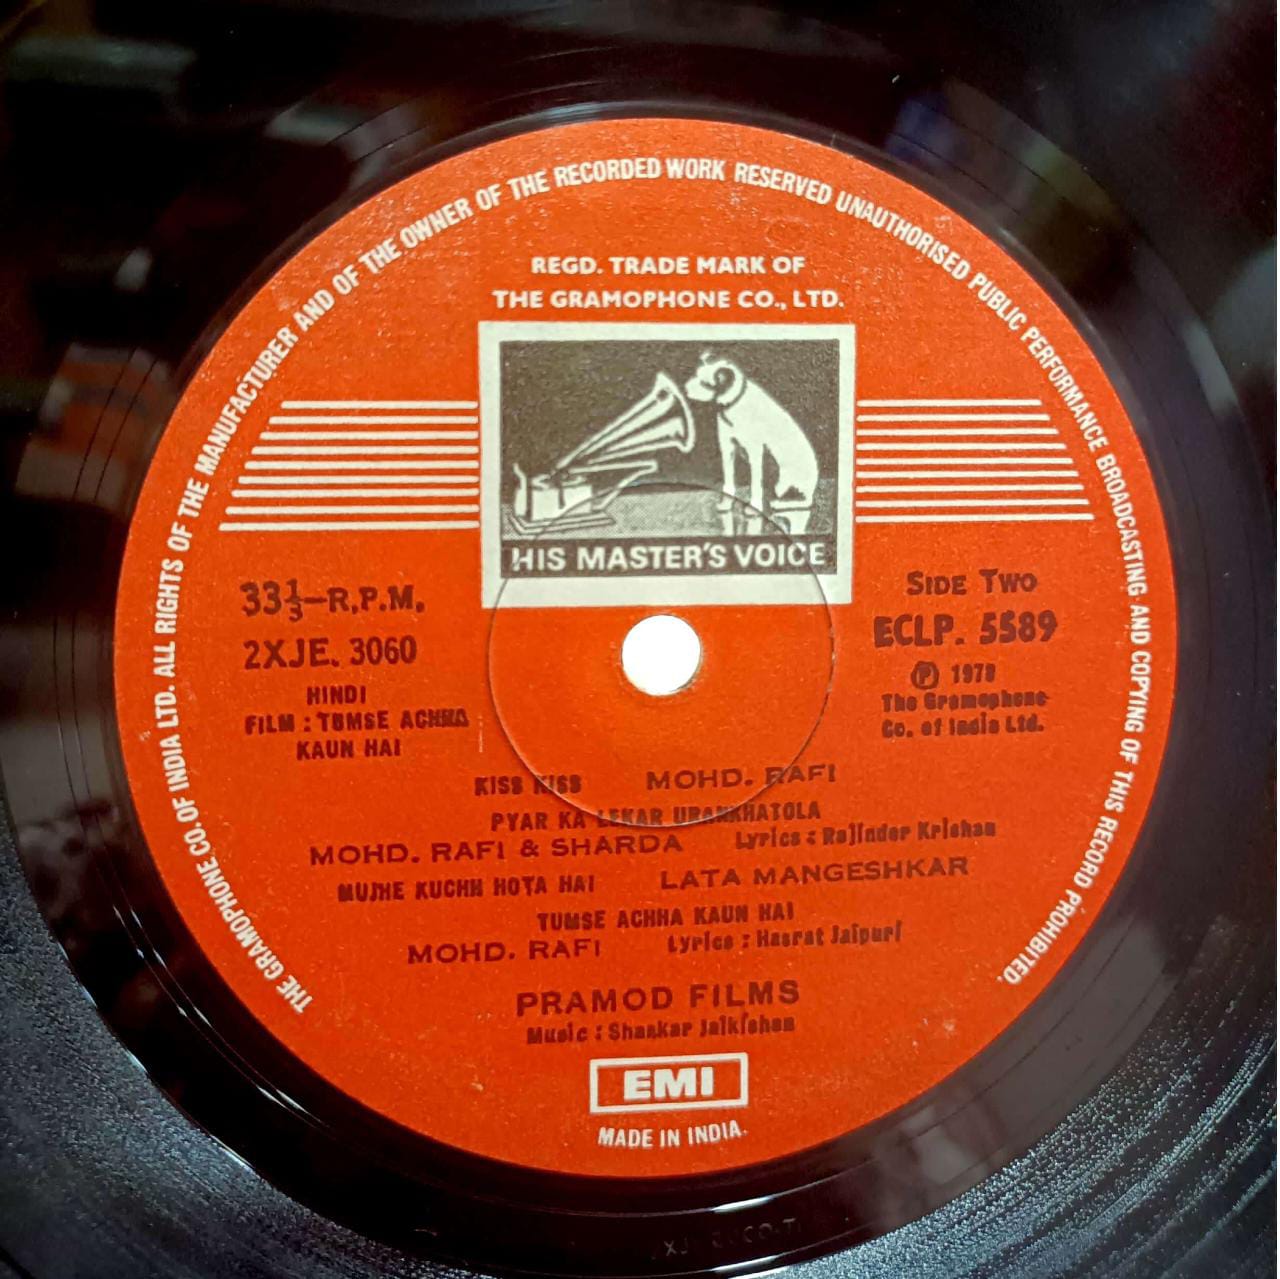 THE GRAMOPHONE CO. OF INDIA LTD. ALL RIGHTS OF THE MANUFACTURER AND OF THE OWNER OF THE RECORDED WORK RESERVED UNAUTHORISED PUBLIC PERFORMANCE BROADCASTING AND COPYING OF THIS RECORD PROHIBITED.
REGD. TRADE MARK OF
THE GRAMOPHONE CO., LTD.
HIS MASTER'S VOICE
33⅓–R.P.M.
2XJE. 3060
HINDI
FILM : TUMSE ACHHA
KAUN HAI
SIDE TWO
ECLP. 5589
℗
The Gramophone
Co. of India Ltd.
KISS KISS MOHD. RAFI
PYAR KA LEKAR URANKHATOLA
MOHD. RAFI & SHARDA Lyrics : Rajinder Krishan
MUJHE KUCHH HOTA HAI LATA MANGESHKAR
TUMSE ACHHA KAUN HAI
MOHD. RAFI Lyrics : Hasrat Jaipuri
PRAMOD FILMS
Music : Shankar Jaikishan
EMI
MADE IN INDIA.